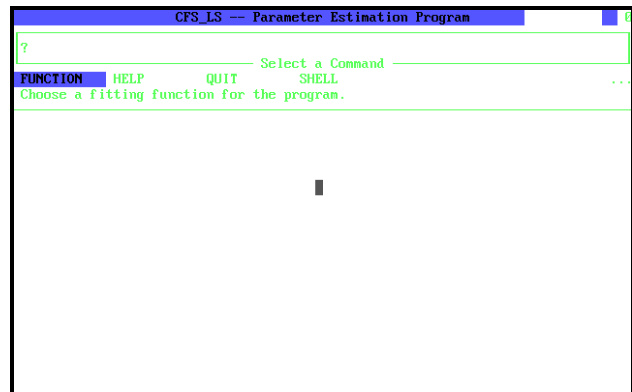 CFS_LS -- Parameter Estimation Program 0
?
Select a Command
FUNCTION HELP QUIT SHELL ...
Choose a fitting function for the program.